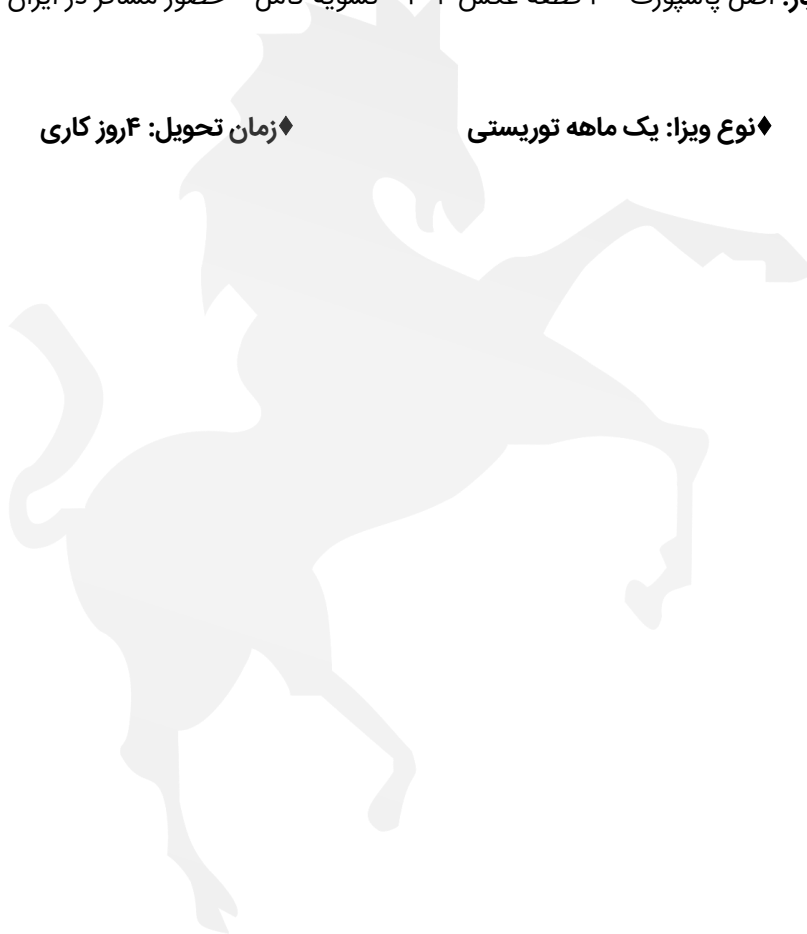 اصل پاسپورت - قطعه عکس - تسویه کامل - حضور مسافر در ایران
♦نوع ویزا: یک ماهه توریستی ♦زمان تحویل: ۴روز کاری